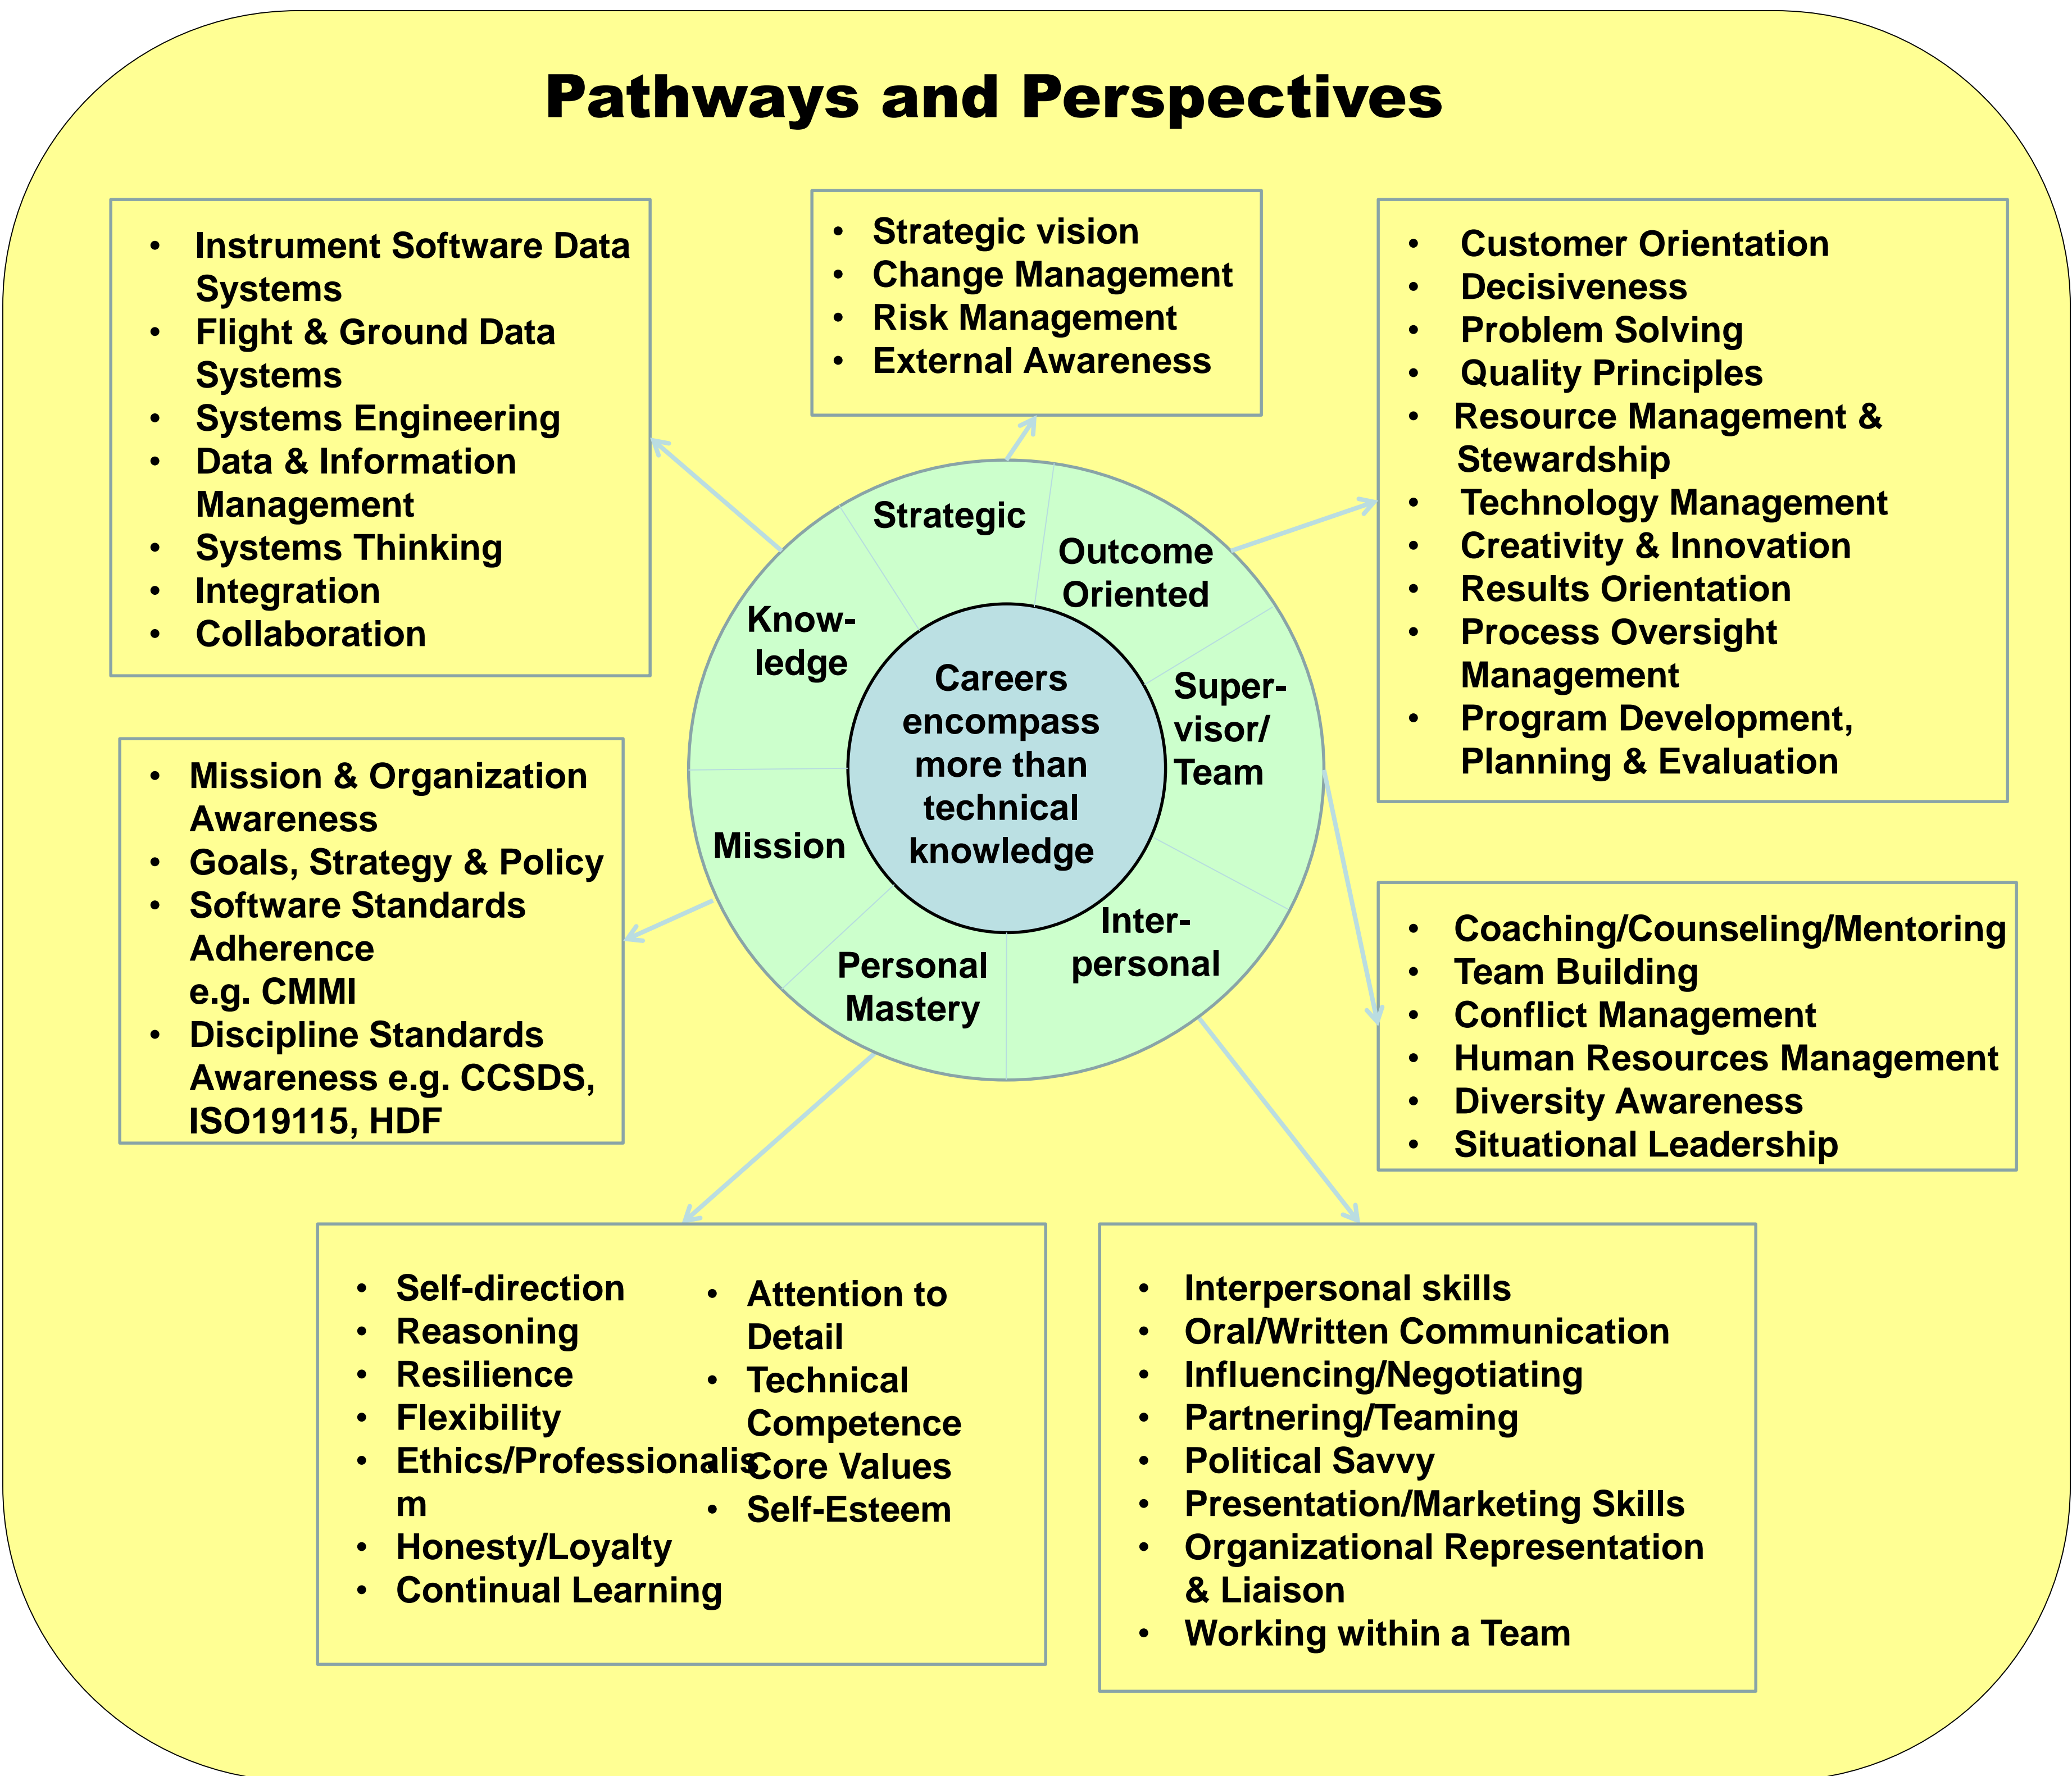 Pathways and Perspectives
• Instrument Software Data
Systems
• Flight & Ground Data
Systems
• Systems Engineering
• Data & Information
Management
• Systems Thinking
• Integration
• Collaboration
• Strategic vision
• Change Management
• Risk Management
• External Awareness
• Customer Orientation
• Decisiveness
• Problem Solving
• Quality Principles
• Resource Management &
Stewardship
• Technology Management
• Creativity & Innovation
• Results Orientation
• Process Oversight
Management
• Program Development,
Planning & Evaluation
Strategic
Outcome
Oriented
Know-
ledge
Super-
visor/
Team
Mission
Inter-
personal
Personal
Mastery
Careers
encompass
more than
technical
knowledge
• Mission & Organization
Awareness
• Goals, Strategy & Policy
• Software Standards
Adherence
e.g. CMMI
• Discipline Standards
Awareness e.g. CCSDS,
ISO19115, HDF
• Coaching/Counseling/Mentoring
• Team Building
• Conflict Management
• Human Resources Management
• Diversity Awareness
• Situational Leadership
• Self-direction
• Reasoning
• Resilience
• Flexibility
• Ethics/Professionalis
m
• Honesty/Loyalty
• Continual Learning
• Attention to
Detail
• Technical
Competence
• Core Values
• Self-Esteem
• Interpersonal skills
• Oral/Written Communication
• Influencing/Negotiating
• Partnering/Teaming
• Political Savvy
• Presentation/Marketing Skills
• Organizational Representation
& Liaison
• Working within a Team